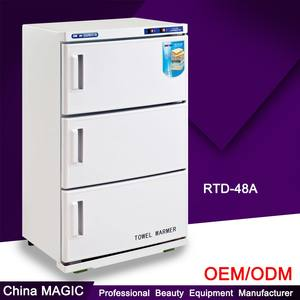 RTD-48A
TOWEL WARMER
OEM/ODM
China MAGIC
Professional Beauty Equipment Manufacturer